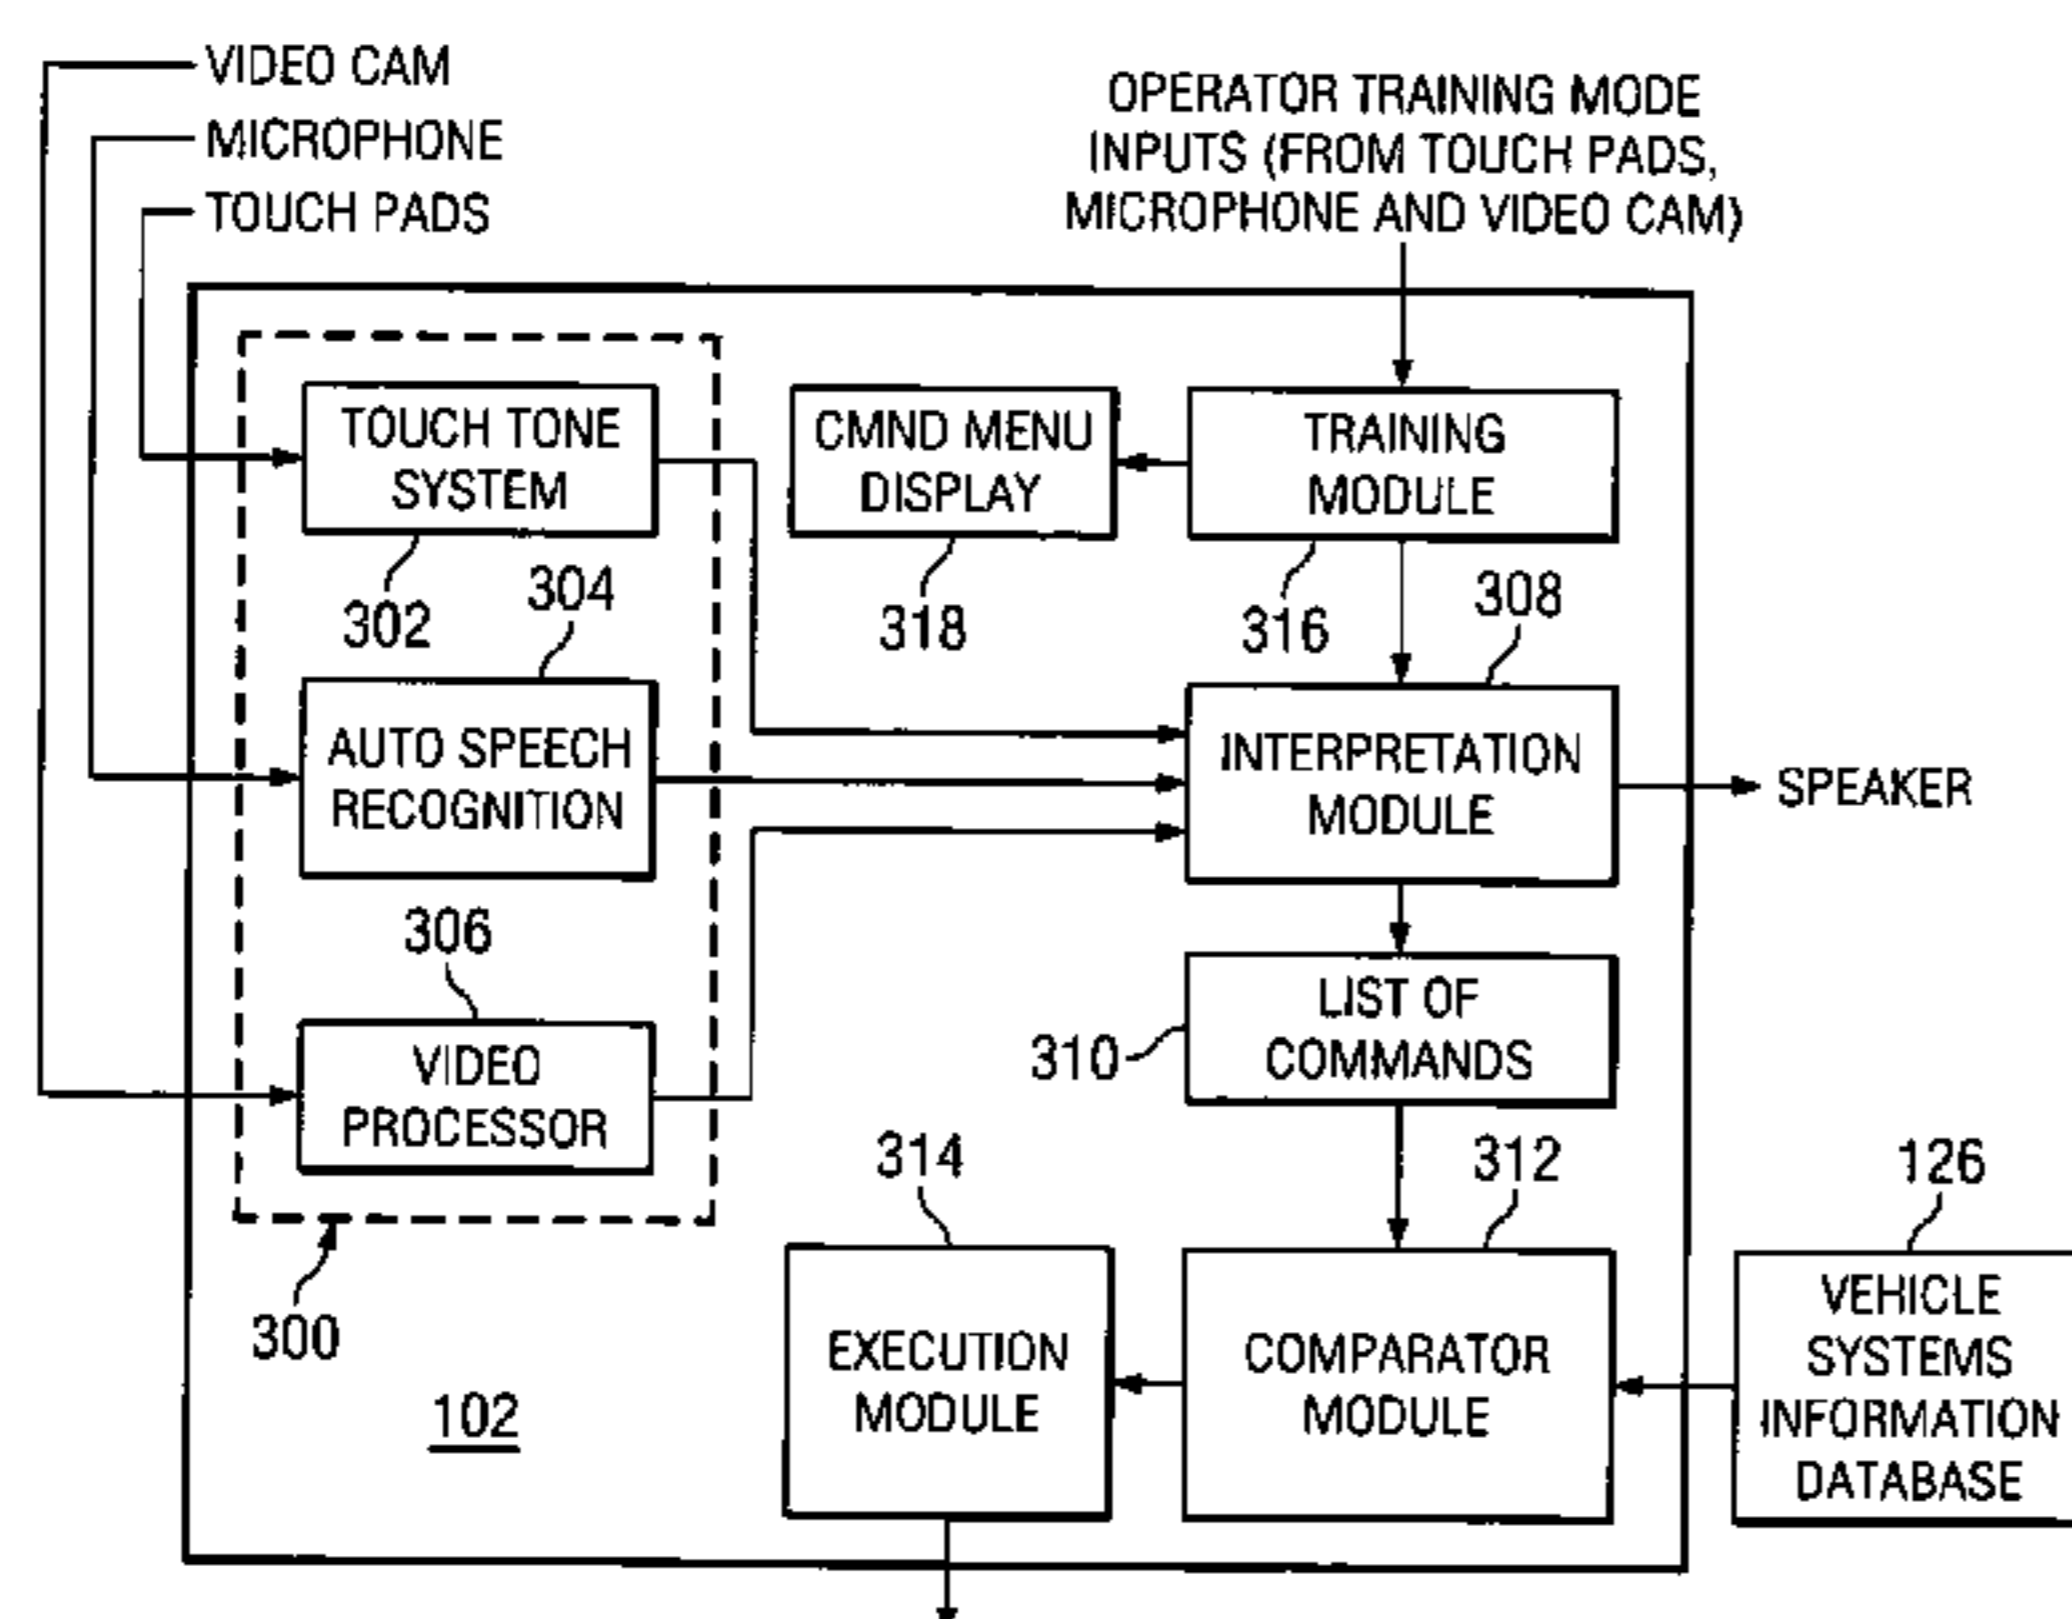 VIDEO CAM
MICROPHONE
TOUCH PADS
OPERATOR TRAINING MODE
INPUTS (FROM TOUCH PADS,
MICROPHONE AND VIDEO CAM)
TOUCH TONE
SYSTEM
302
CMND MENU
DISPLAY
318
TRAINING
MODULE
316
304
AUTO SPEECH
RECOGNITION
308
INTERPRETATION
MODULE
SPEAKER
306
VIDEO
PROCESSOR
300
310
LIST OF
COMMANDS
314
EXECUTION
MODULE
312
COMPARATOR
MODULE
126
VEHICLE
SYSTEMS
INFORMATION
DATABASE
102